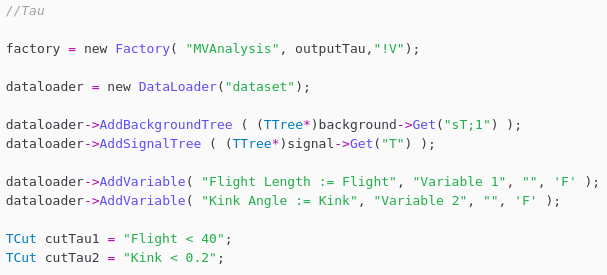 //Tau
factory = new Factory( "MVAnalysis", outputTau,"!V");
dataloader = new DataLoader("dataset");
dataloader->AddBackgroundTree ( (TTree*)background->Get("sT;1") );
dataloader->AddSignalTree ( (TTree*)signal->Get("T") );
dataloader->AddVariable( "Flight Length := Flight", "Variable 1", "", 'F' );
dataloader->AddVariable( "Kink Angle := Kink", "Variable 2", "", 'F' );
TCut cutTau1 = "Flight < 40";
TCut cutTau2 = "Kink < 0.2";